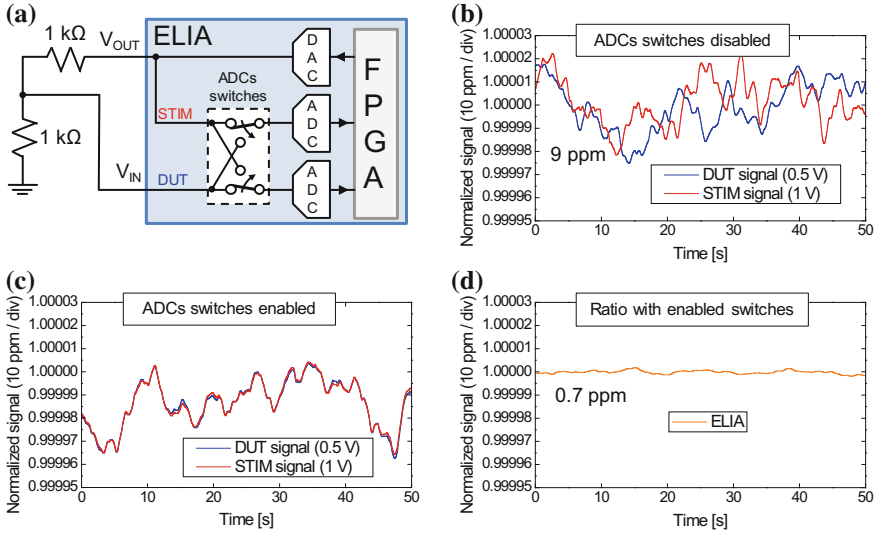 (a)
1 kΩ
V_OUT
ELIA
D
A
C
ADCs
switches
STIM
A
D
C
F
P
G
A
1 kΩ
V_IN
DUT
A
D
C
(b)
ADCs switches disabled
Normalized signal (10 ppm / div)
1.00003
1.00002
1.00001
1.00000
0.99999
0.99998
0.99997
0.99996
0.99995
9 ppm
DUT signal (0.5 V)
STIM signal (1 V)
0 10 20 30 40 50
Time [s]
(c)
ADCs switches enabled
Normalized signal (10 ppm / div)
1.00003
1.00002
1.00001
1.00000
0.99999
0.99998
0.99997
0.99996
0.99995
DUT signal (0.5 V)
STIM signal (1 V)
0 10 20 30 40 50
Time [s]
(d)
Ratio with enabled switches
Normalized signal (10 ppm / div)
1.00003
1.00002
1.00001
1.00000
0.99999
0.99998
0.99997
0.99996
0.99995
0.7 ppm
ELIA
0 10 20 30 40 50
Time [s]